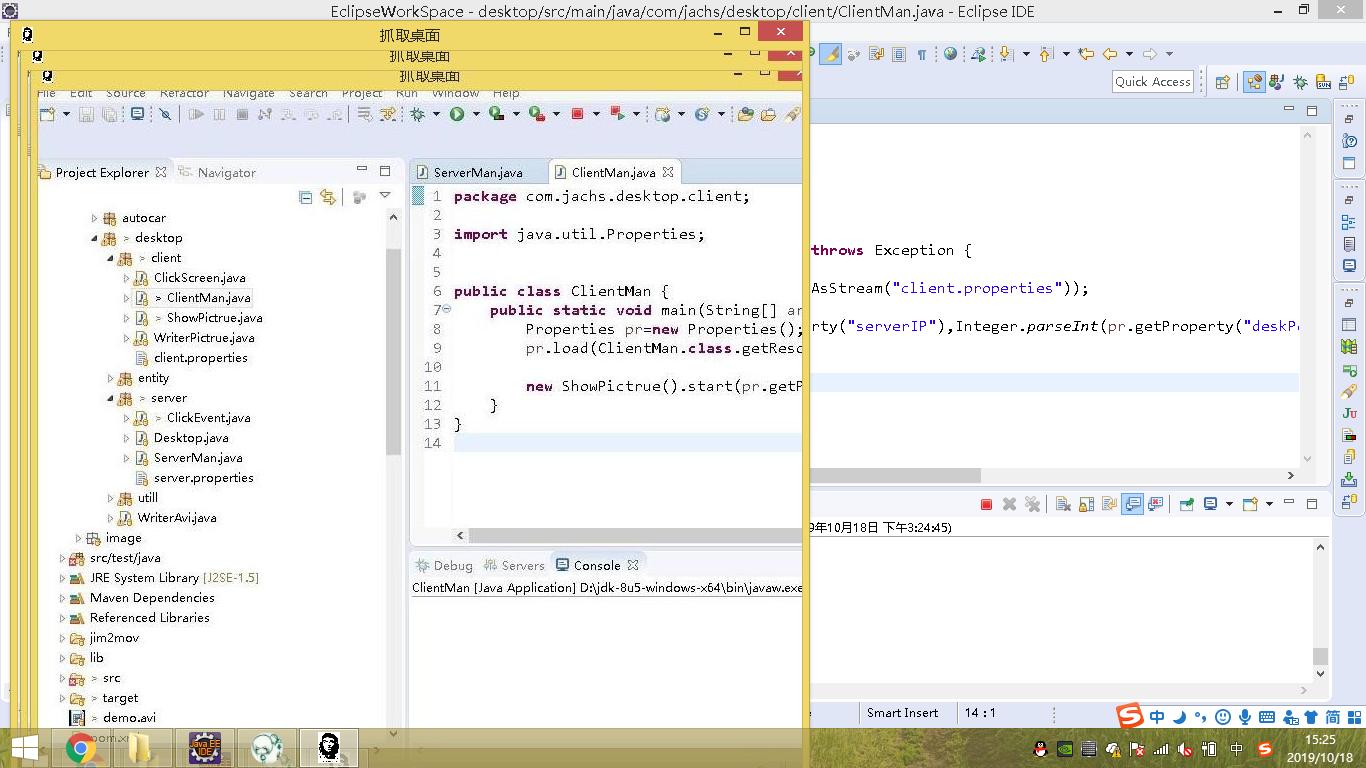 EclipseWorkSpace - desktop/src/main/java/com/jachs/desktop/client/ClientMan.java - Eclipse IDE
抓取桌面
抓取桌面
抓取桌面
File Edit Source Refactor Navigate Search Project Run Window Help
Quick Access
Project Explorer
Navigator
autocar
> desktop
> client
ClickScreen.java
> ClientMan.java
> ShowPictrue.java
WriterPictrue.java
client.properties
entity
> server
> ClickEvent.java
Desktop.java
ServerMan.java
server.properties
utill
WriterAvi.java
image
src/test/java
JRE System Library [J2SE-1.5]
Maven Dependencies
Referenced Libraries
jim2mov
lib
> src
> target
> demo.avi
pom.x
ServerMan.java
ClientMan.java
1 package com.jachs.desktop.client;
2
3 import java.util.Properties;
4
5
6 public class ClientMan {
7 public static void main(String[] ar
8 Properties pr=new Properties();
9 pr.load(ClientMan.class.getResc
10
11 new ShowPictrue().start(pr.getP
12 }
13 }
14
throws Exception {
AsStream("client.properties"));
rty("serverIP"),Integer.parseInt(pr.getProperty("deskPo
Debug
Servers
Console
ClientMan [Java Application] D:\jdk-8u5-windows-x64\bin\javaw.exe
9年10月18日 下午3:24:45)
Smart Insert
14 : 1
中
简
Java EE
IDE
中
15:25
2019/10/18